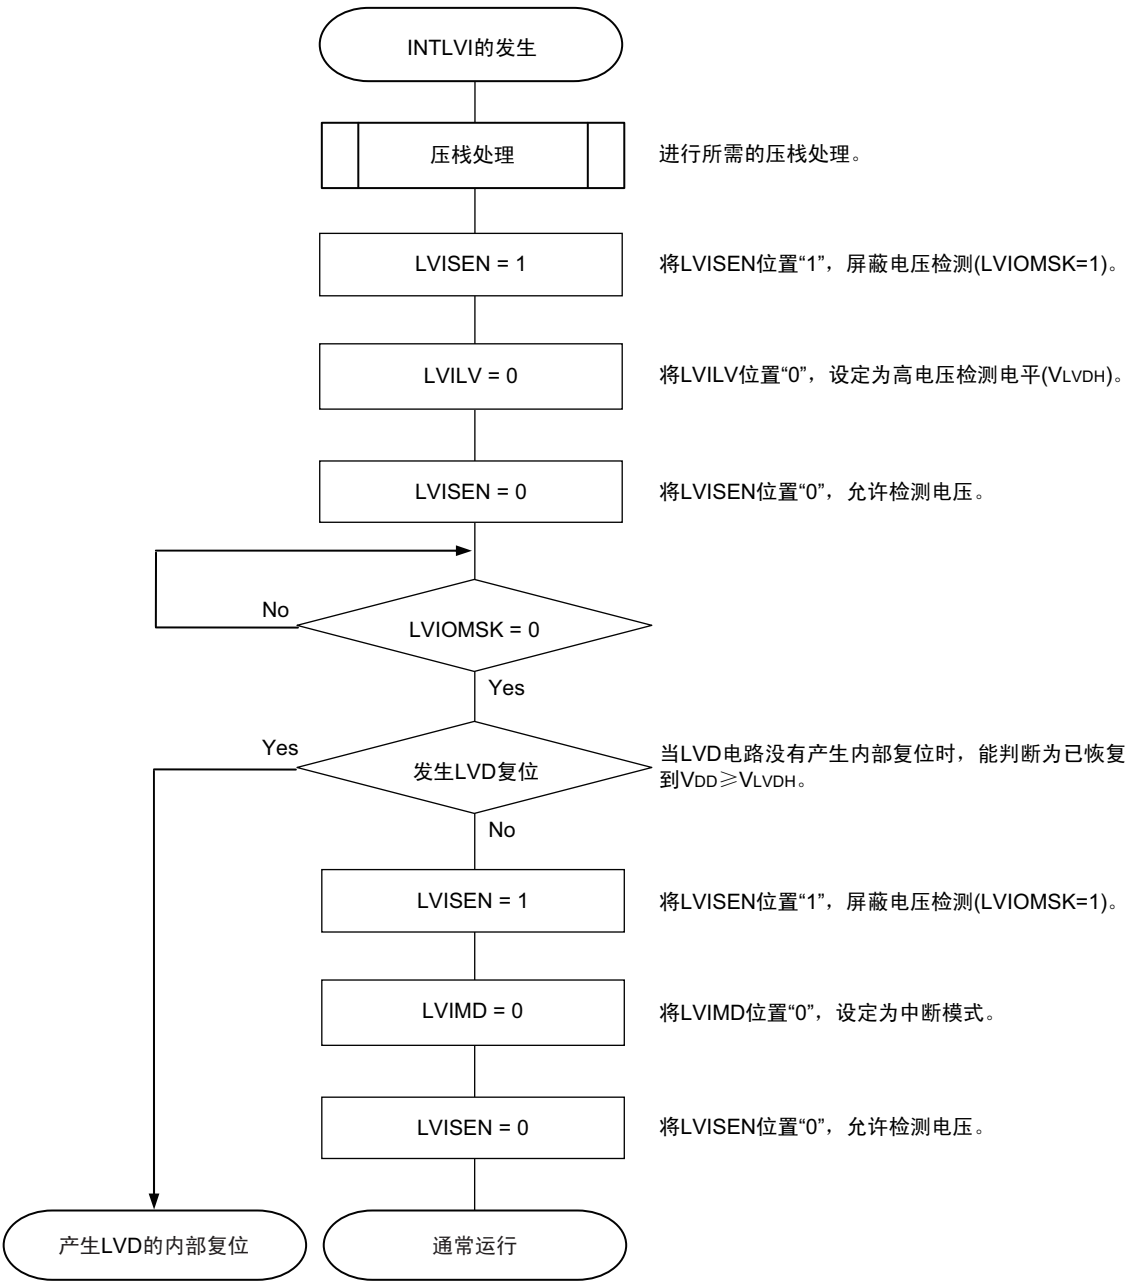 INTLVI的发生
压栈处理
进行所需的压栈处理。
LVISEN = 1
将LVISEN位置“1”，屏蔽电压检测(LVIOMSK=1)。
LVILV = 0
将LVILV位置“0”，设定为高电压检测电平(VLVDH)。
LVISEN = 0
将LVISEN位置“0”，允许检测电压。
No
LVIOMSK = 0
Yes
Yes
发生LVD复位
当LVD电路没有产生内部复位时，能判断为已恢复
到VDD≥VLVDH。
No
LVISEN = 1
将LVISEN位置“1”，屏蔽电压检测(LVIOMSK=1)。
LVIMD = 0
将LVIMD位置“0”，设定为中断模式。
LVISEN = 0
将LVISEN位置“0”，允许检测电压。
产生LVD的内部复位
通常运行